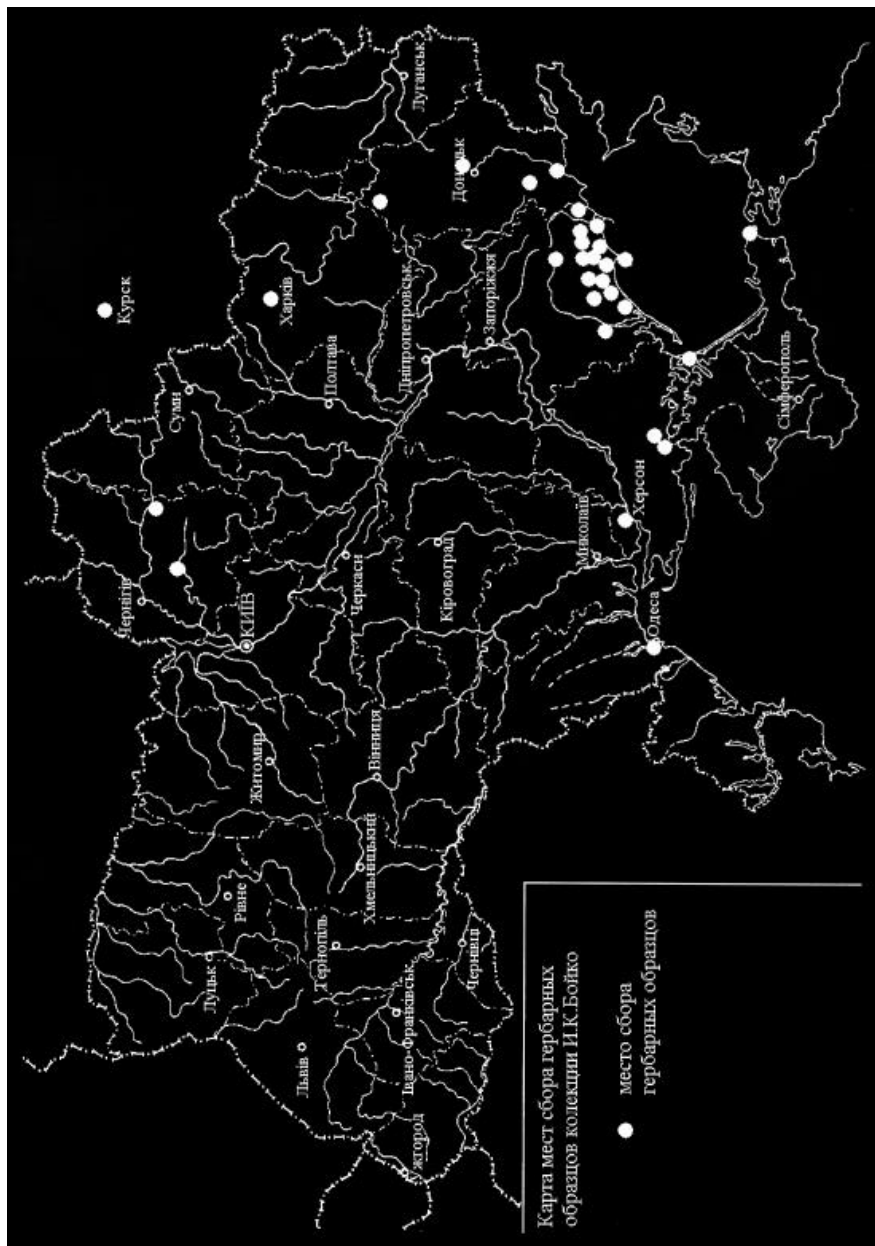 Курск
Луганськ
Харків
Донецьк
Суми
Полтава
Дніпропетровськ
Запоріжжя
Чернігів
КИЇВ
Черкаси
Кіровоград
Миколаїв
Херсон
Сімферополь
Одеса
Житомир
Вінниця
Рівне
Хмельницький
Луцьк
Тернопіль
Чернівці
Львів
Івано-Франківськ
Ужгород
Карта мест сбора гербарных
образцов колекции И.К.Бойко
место сбора
гербарных образцов